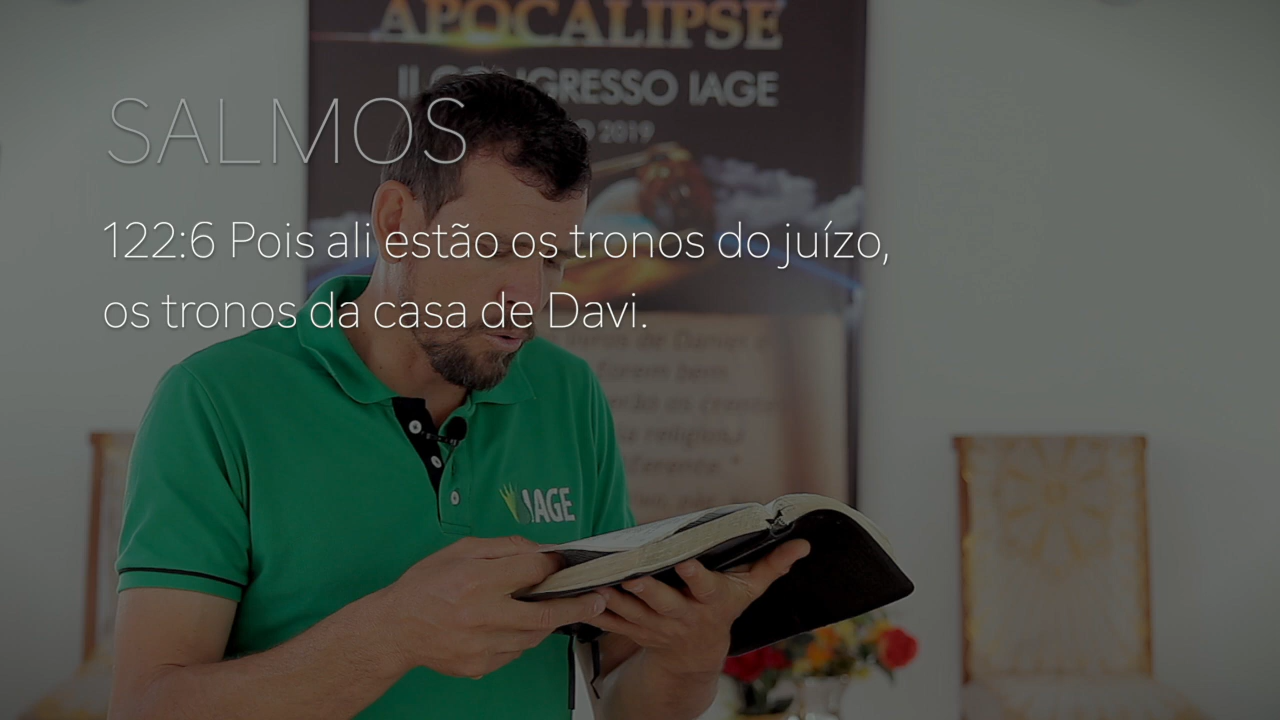 APOCALIPSE
II CONGRESSO IAGE
2019
SALMOS
122:6 Pois ali estão os tronos do juízo,
os tronos da casa de Davi.
IAGE